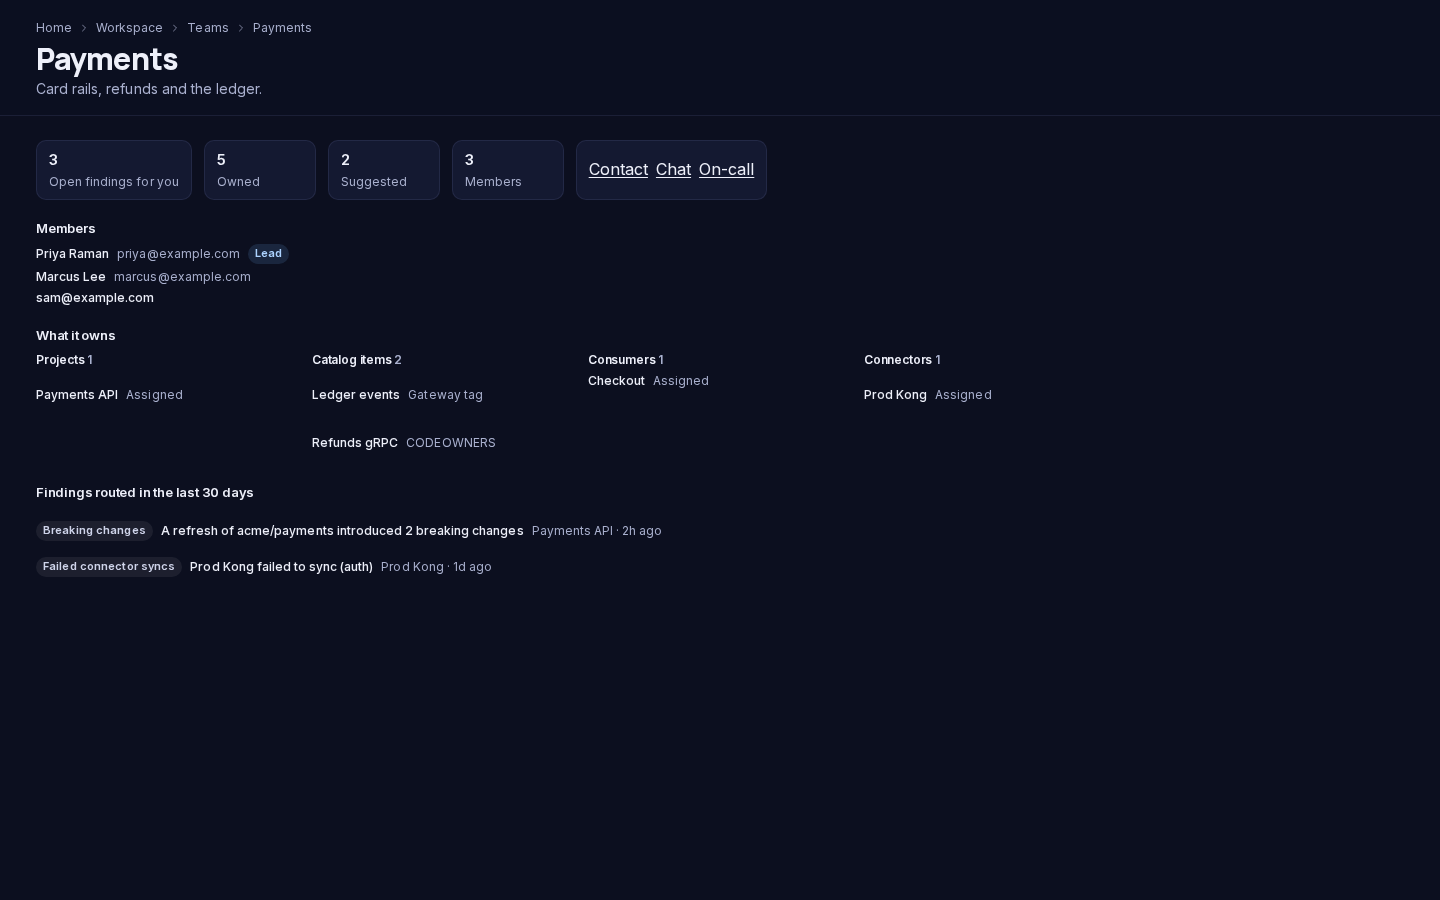 Home > Workspace > Teams > Payments
Payments
Card rails, refunds and the ledger.
3
Open findings for you
5
Owned
2
Suggested
3
Members
Contact Chat On-call
Members
Priya Raman priya@example.com Lead
Marcus Lee marcus@example.com
sam@example.com
What it owns
Projects 1
Payments API Assigned
Catalog items 2
Ledger events Gateway tag
Refunds gRPC CODEOWNERS
Consumers 1
Checkout Assigned
Connectors 1
Prod Kong Assigned
Findings routed in the last 30 days
Breaking changes A refresh of acme/payments introduced 2 breaking changes Payments API · 2h ago
Failed connector syncs Prod Kong failed to sync (auth) Prod Kong · 1d ago